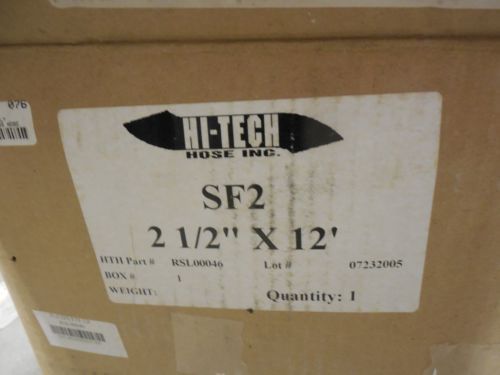 HI-TECH
HOSE INC.
SF2
2 1/2" X 12'
HTH Part # RSL00046 Lot # 07232005
BOX #: 1
WEIGHT: Quantity: 1
076